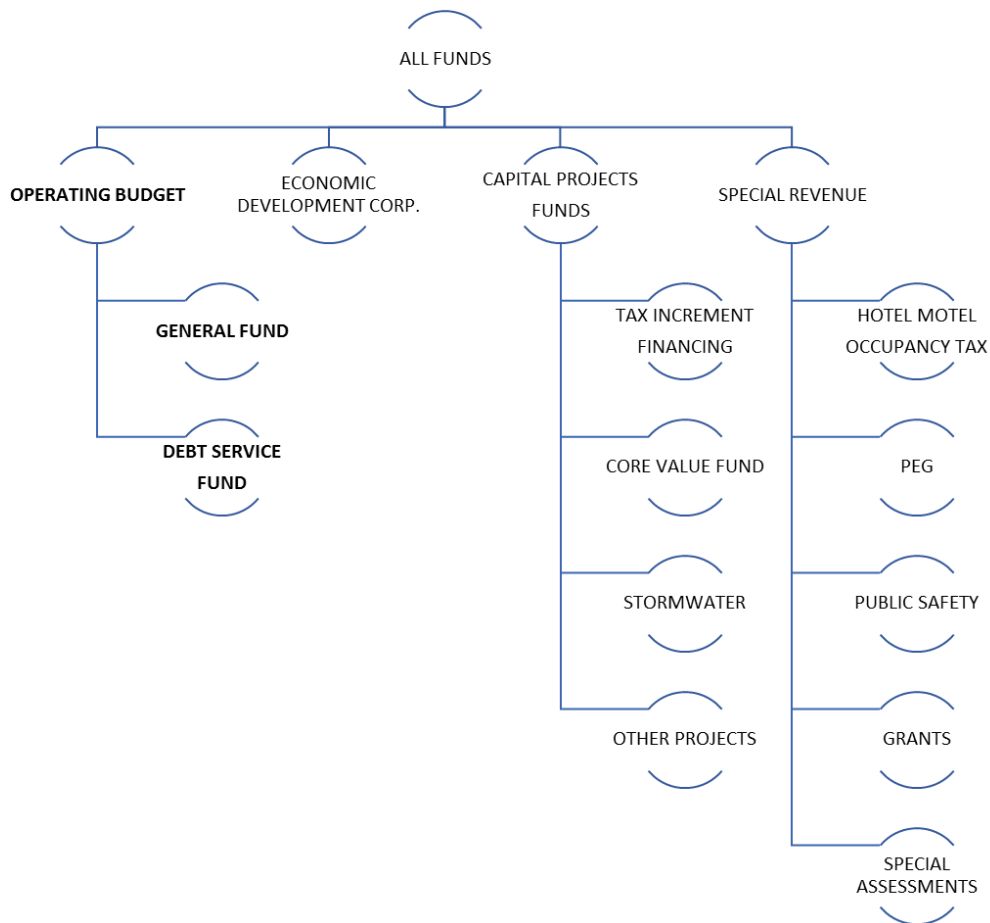 ALL FUNDS
OPERATING BUDGET
ECONOMIC
DEVELOPMENT CORP.
CAPITAL PROJECTS
FUNDS
SPECIAL REVENUE
GENERAL FUND
DEBT SERVICE
FUND
TAX INCREMENT
FINANCING
CORE VALUE FUND
STORMWATER
OTHER PROJECTS
HOTEL MOTEL
OCCUPANCY TAX
PEG
PUBLIC SAFETY
GRANTS
SPECIAL
ASSESSMENTS